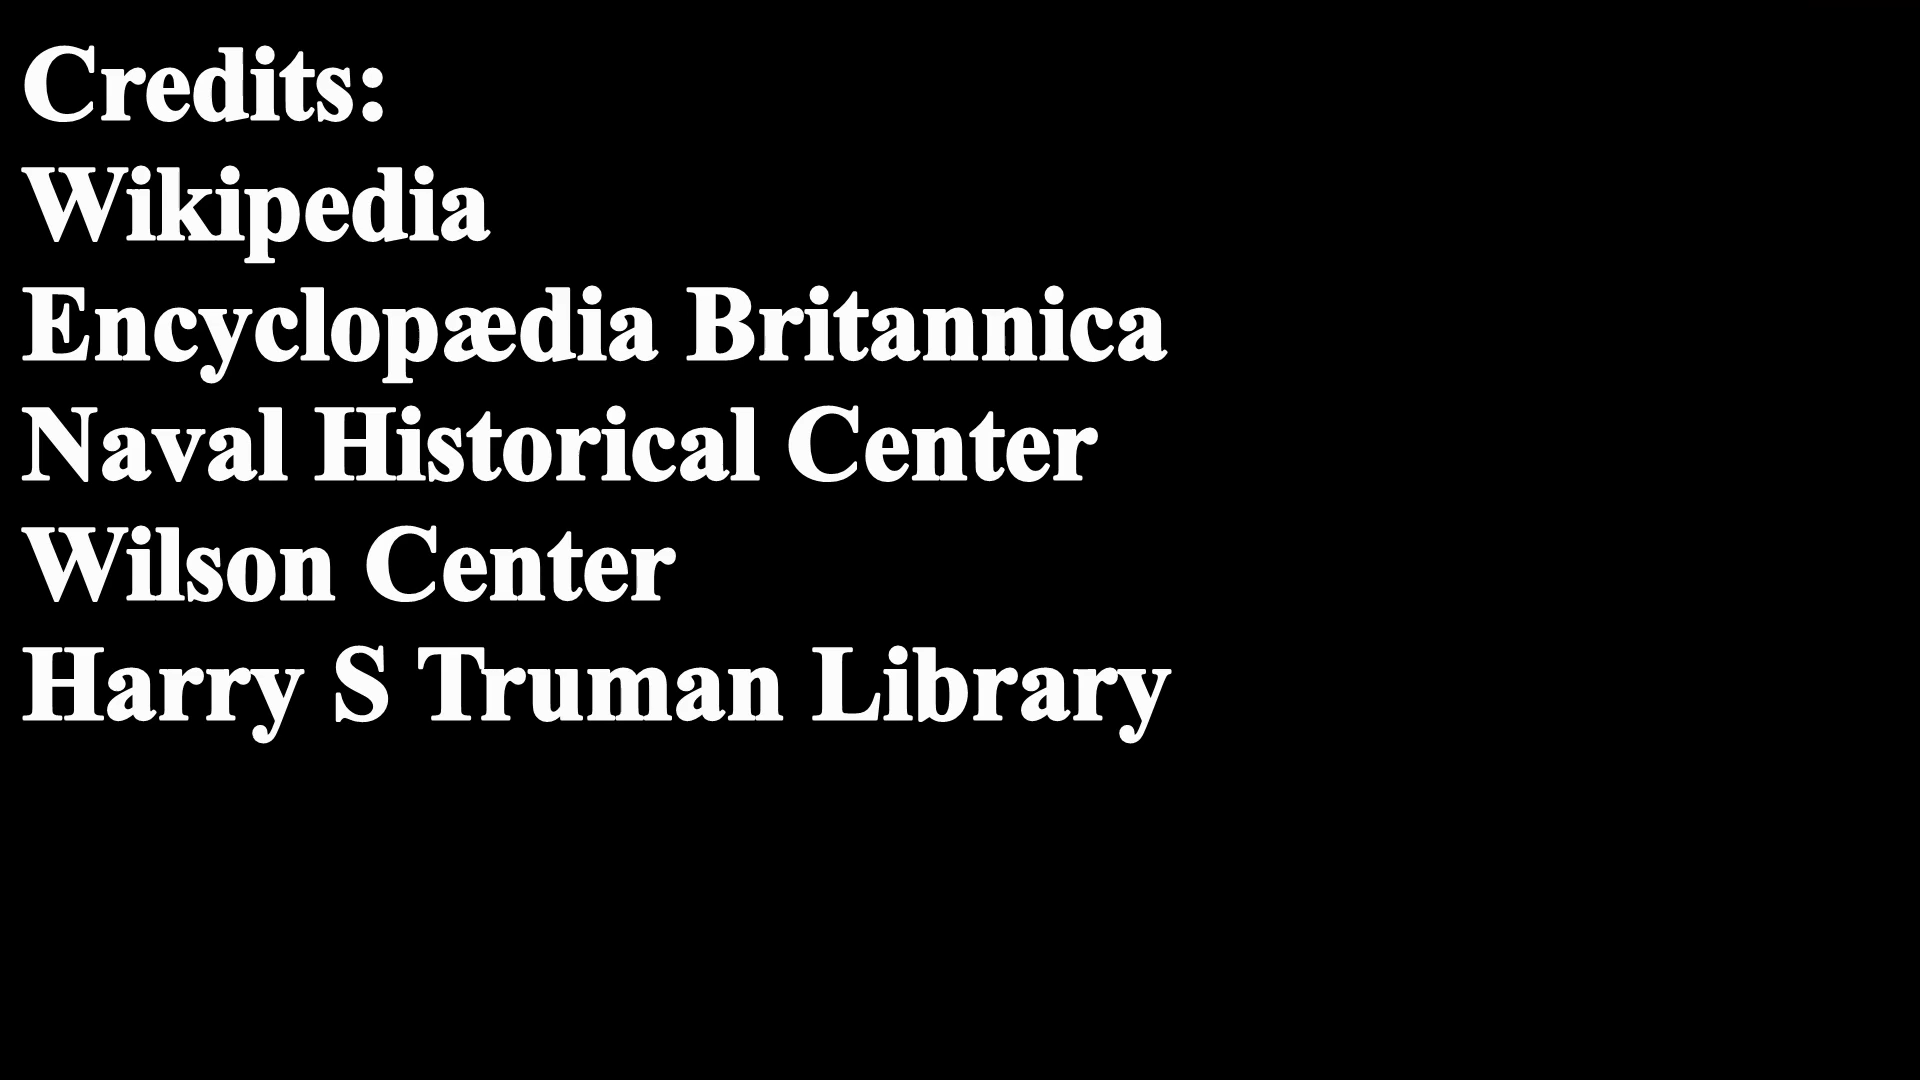 Credits:
Wikipedia
Encyclopædia Britannica
Naval Historical Center
Wilson Center
Harry S Truman Library